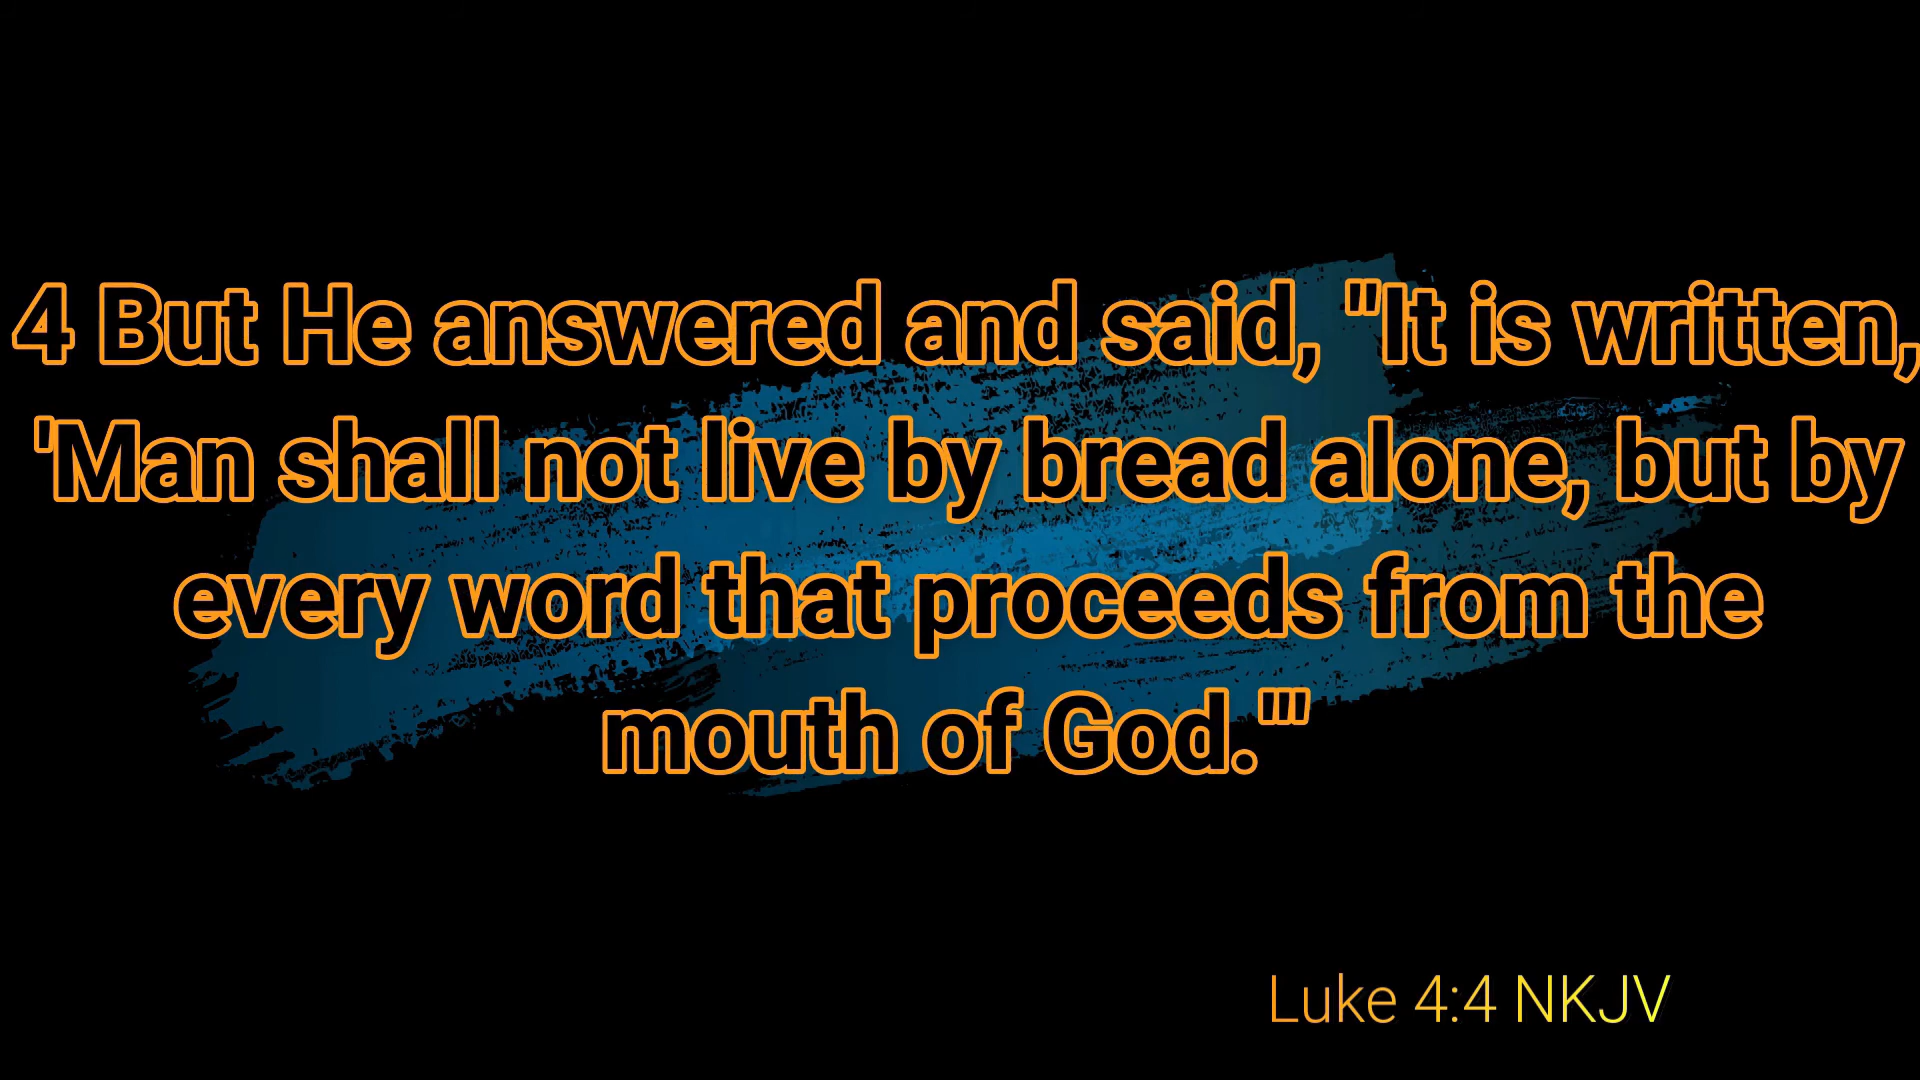 4 But He answered and said, "It is written,
'Man shall not live by bread alone, but by
every word that proceeds from the
mouth of God."'
Luke 4:4 NKJV